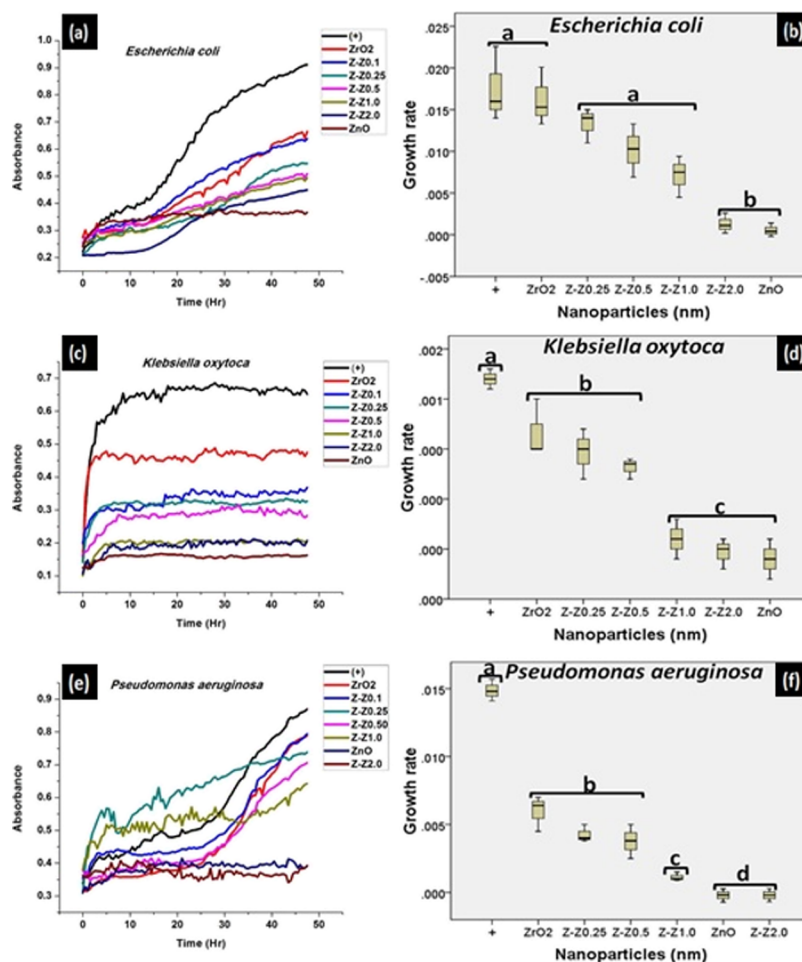 (a)
Escherichia coli
(+)
ZrO2
Z-Z0.1
Z-Z0.25
Z-Z0.5
Z-Z1.0
Z-Z2.0
ZnO
Absorbance
1.0
0.9
0.8
0.7
0.6
0.5
0.4
0.3
0.2
0 10 20 30 40 50
Time (Hr)
(b)
Escherichia coli
a
a
b
Growth rate
.025
.020
.015
.010
.005
.000
-.005
+ ZrO2 Z-Z0.25 Z-Z0.5 Z-Z1.0 Z-Z2.0 ZnO
Nanoparticles (nm)
(c)
Klebsiella oxytoca
(+)
ZrO2
Z-Z0.1
Z-Z0.25
Z-Z0.5
Z-Z1.0
Z-Z2.0
ZnO
Absorbance
0.7
0.6
0.5
0.4
0.3
0.2
0.1
0 10 20 30 40 50
Time (Hr)
(d)
Klebsiella oxytoca
a
b
c
Growth rate
.002
.001
.000
.000
.000
.000
+ ZrO2 Z-Z0.25 Z-Z0.5 Z-Z1.0 Z-Z2.0 ZnO
Nanoparticles (nm)
(e)
Pseudomonas aeruginosa
(+)
ZrO2
Z-Z0.1
Z-Z0.25
Z-Z0.50
Z-Z1.0
ZnO
Z-Z2.0
Absorbance
0.9
0.8
0.7
0.6
0.5
0.4
0.3
0 10 20 30 40 50
Time (Hr)
(f)
Pseudomonas aeruginosa
a
b
c
d
Growth rate
.015
.010
.005
.000
+ ZrO2 Z-Z0.25 Z-Z0.5 Z-Z1.0 ZnO Z-Z2.0
Nanoparticles (nm)